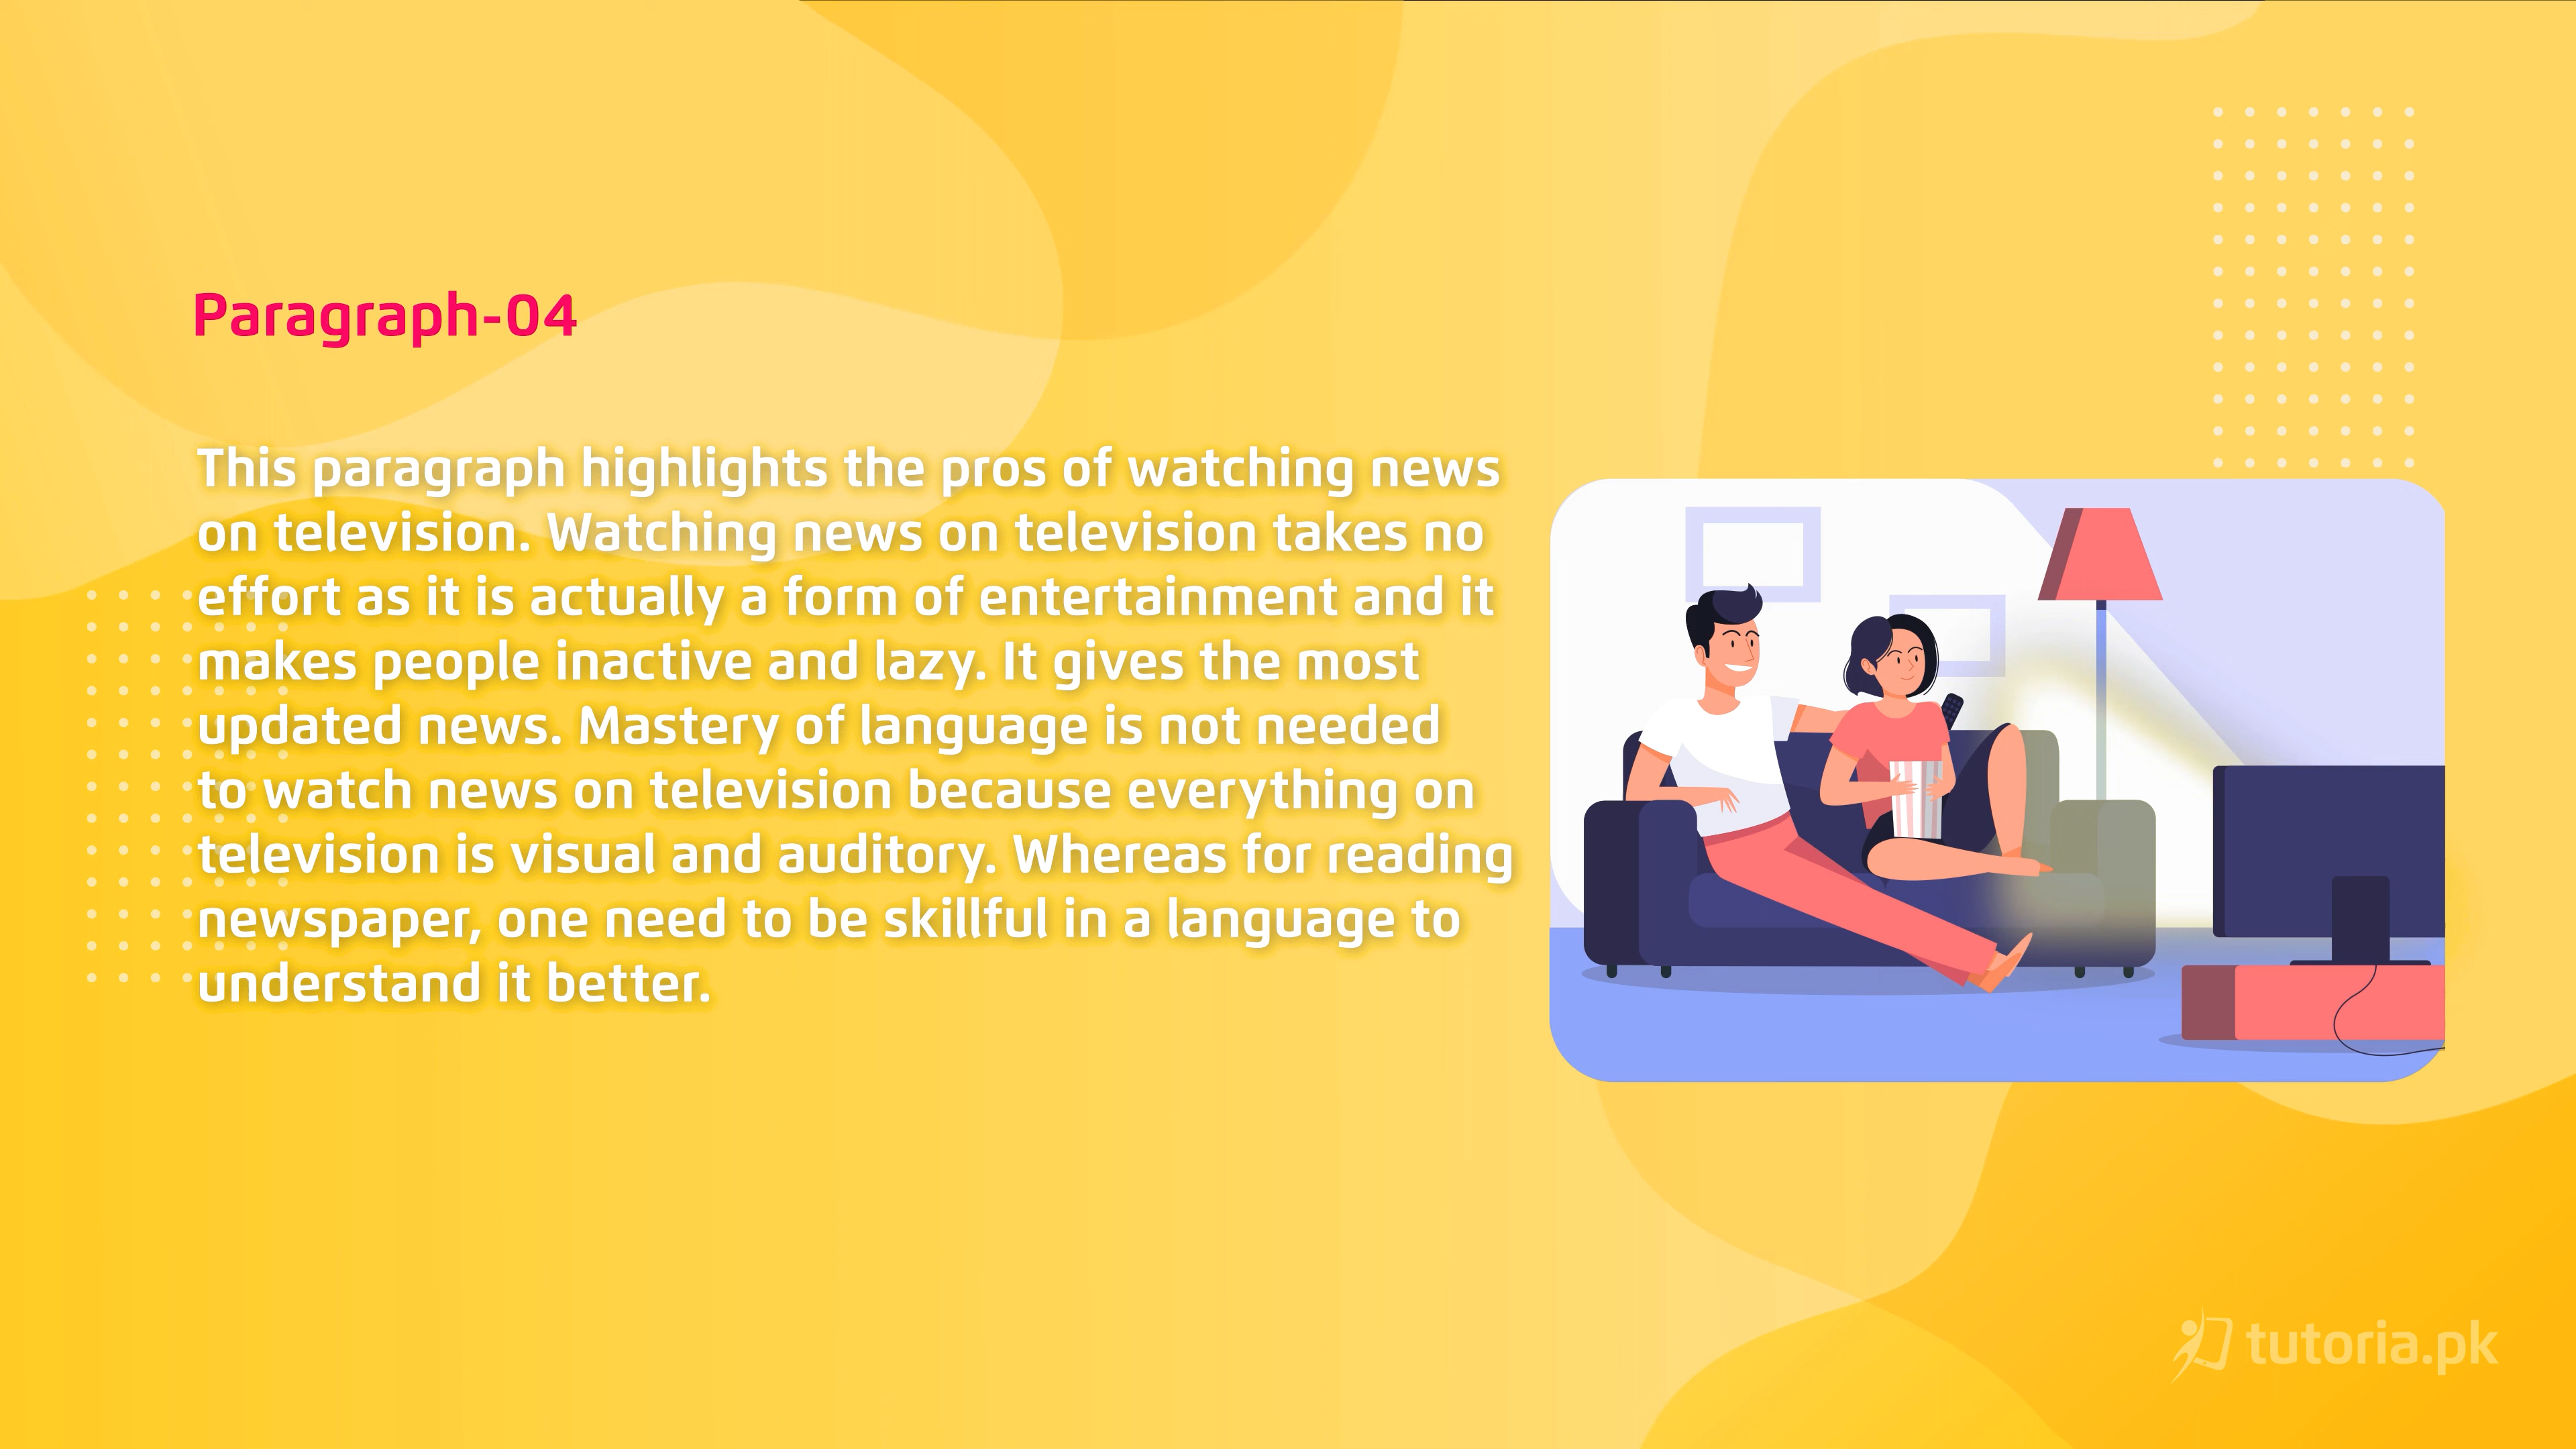 Paragraph-04
This paragraph highlights the pros of watching news
on television. Watching news on television takes no
effort as it is actually a form of entertainment and it
makes people inactive and lazy. It gives the most
updated news. Mastery of language is not needed
to watch news on television because everything on
television is visual and auditory. Whereas for reading
newspaper, one need to be skillful in a language to
understand it better.
tutoria.pk